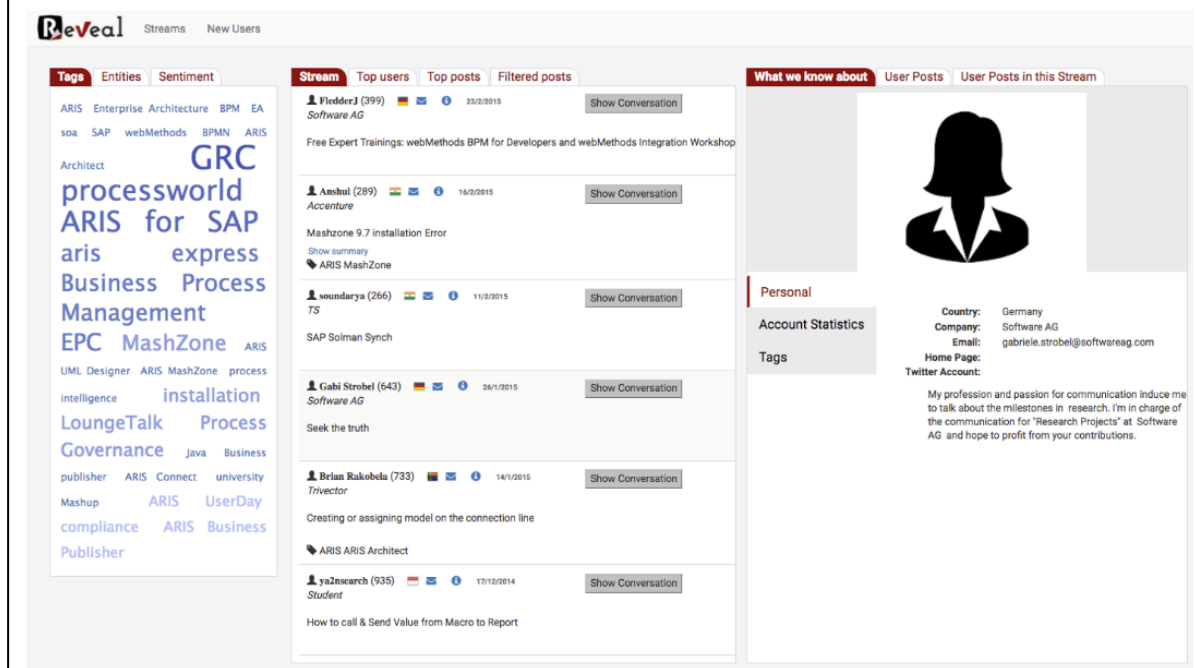 Reveal Streams New Users
Tags Entities Sentiment
ARIS Enterprise Architecture BPM EA
soa SAP webMethods BPMN ARIS
Architect GRC
processworld
ARIS for SAP
aris express
Business Process
Management
EPC MashZone ARIS
UML Designer ARIS MashZone process
intelligence installation
LoungeTalk Process
Governance Java Business
publisher ARIS Connect university
Mashup ARIS UserDay
compliance ARIS Business
Publisher
Stream Top users Top posts Filtered posts
FledderJ (399) 23/2/2015 Show Conversation
Software AG
Free Expert Trainings: webMethods BPM for Developers and webMethods Integration Workshop
Anshul (289) 16/2/2015 Show Conversation
Accenture
Mashzone 9.7 installation Error
Show summary
ARIS MashZone
soundarya (266) 11/2/2015 Show Conversation
TS
SAP Solman Synch
Gabi Strobel (643) 26/1/2015 Show Conversation
Software AG
Seek the truth
Brian Rakobela (733) 14/1/2015 Show Conversation
Trivector
Creating or assigning model on the connection line
ARIS ARIS Architect
ya2nsearch (935) 17/12/2014 Show Conversation
Student
How to call & Send Value from Macro to Report
What we know about User Posts User Posts in this Stream
Personal
Account Statistics
Tags
Country: Germany
Company: Software AG
Email: gabriele.strobel@softwareag.com
Home Page:
Twitter Account:
My profession and passion for communication induce me
to talk about the milestones in research. I'm in charge of
the communication for "Research Projects" at Software
AG and hope to profit from your contributions.